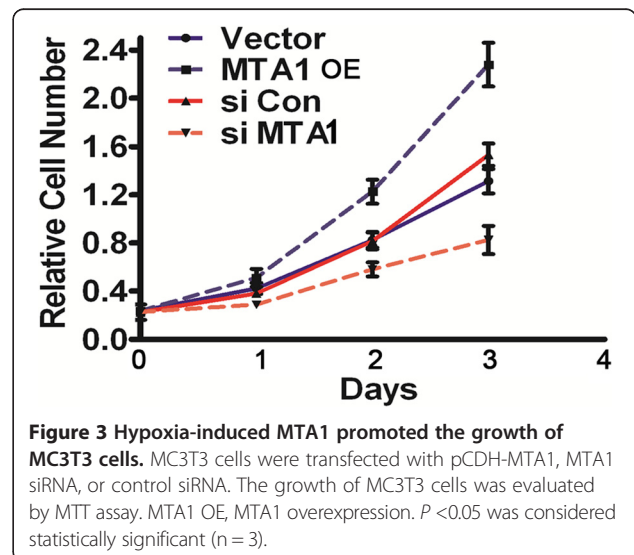 Vector
MTA1 OE
si Con
si MTA1
Relative Cell Number
2.4
2.0
1.6
1.2
0.8
0.4
0.0
0 1 2 3 4
Days
Figure 3 Hypoxia-induced MTA1 promoted the growth of
MC3T3 cells. MC3T3 cells were transfected with pCDH-MTA1, MTA1
siRNA, or control siRNA. The growth of MC3T3 cells was evaluated
by MTT assay. MTA1 OE, MTA1 overexpression. P <0.05 was considered
statistically significant (n = 3).